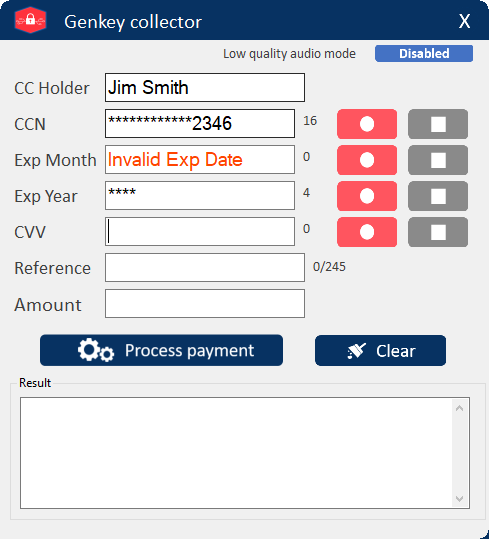 Genkey collector X
Low quality audio mode Disabled
CC Holder Jim Smith
CCN ************2346 16
Exp Month Invalid Exp Date 0
Exp Year **** 4
CVV 0
Reference 0/245
Amount
Process payment Clear
Result